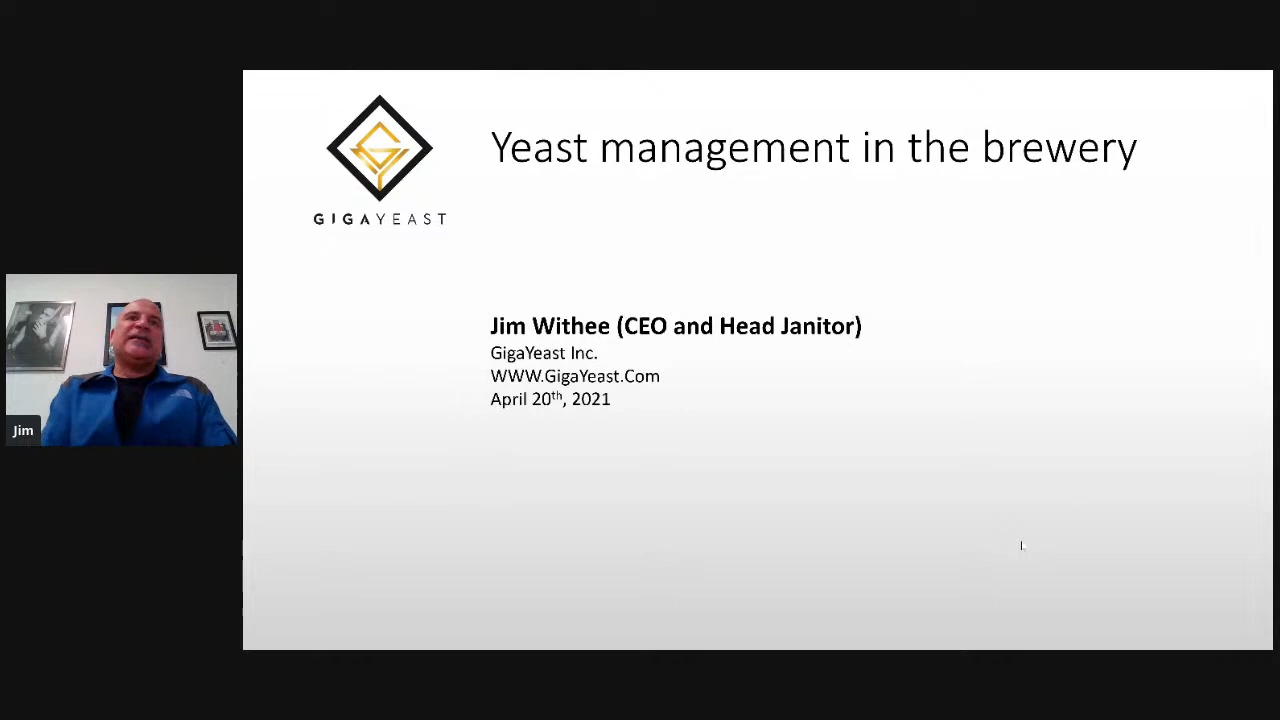 GIGAYEAST
Yeast management in the brewery
Jim Withee (CEO and Head Janitor)
GigaYeast Inc.
WWW.GigaYeast.Com
April 20th, 2021
Jim